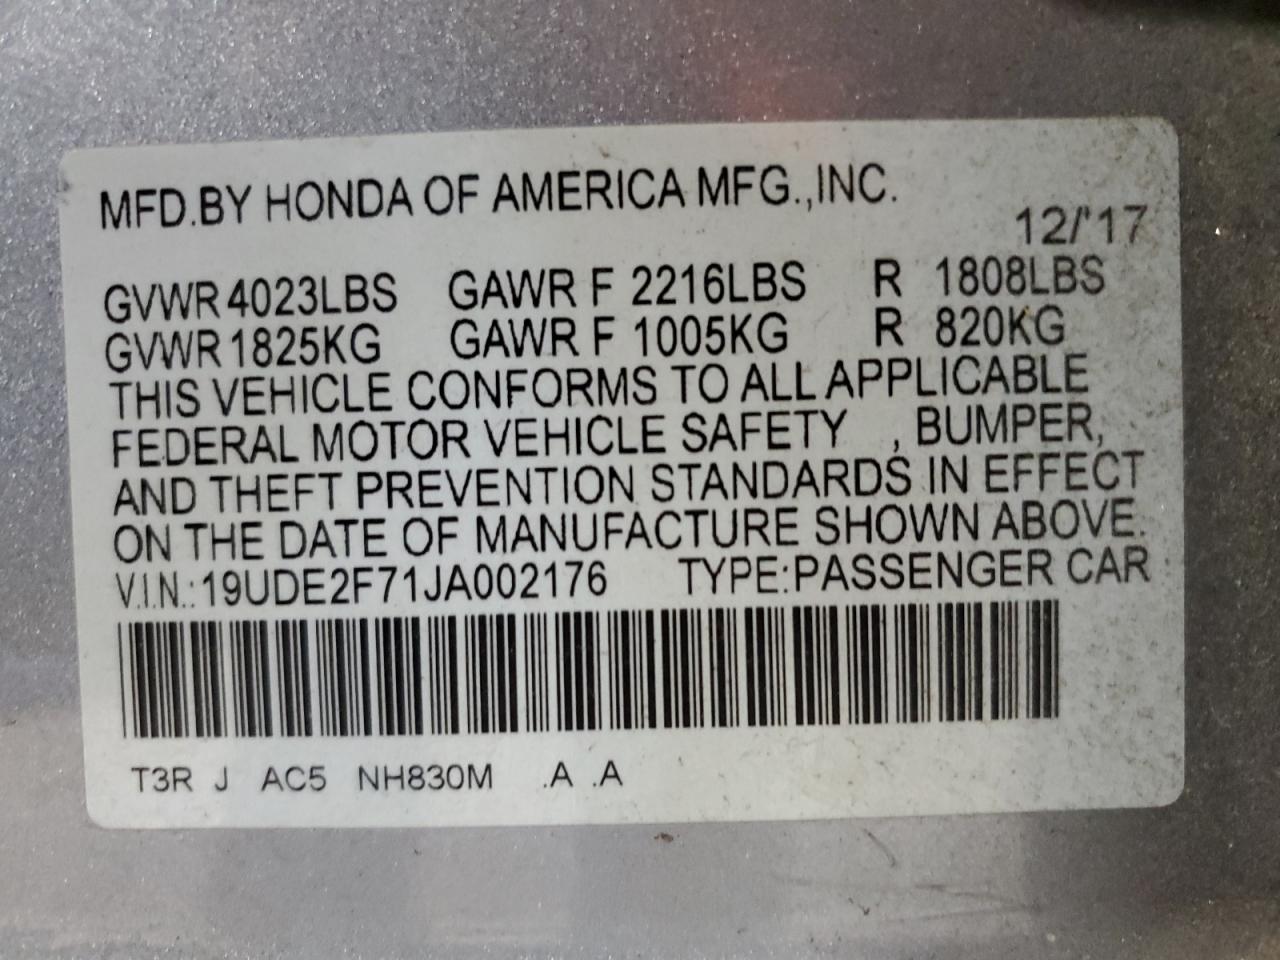 MFD.BY HONDA OF AMERICA MFG.,INC.
12/'17
GVWR 4023LBS GAWR F 2216LBS R 1808LBS
GVWR 1825KG GAWR F 1005KG R 820KG
THIS VEHICLE CONFORMS TO ALL APPLICABLE
FEDERAL MOTOR VEHICLE SAFETY , BUMPER,
AND THEFT PREVENTION STANDARDS IN EFFECT
ON THE DATE OF MANUFACTURE SHOWN ABOVE.
V.I.N.: 19UDE2F71JA002176 TYPE:PASSENGER CAR
T3R J AC5 NH830M .A .A